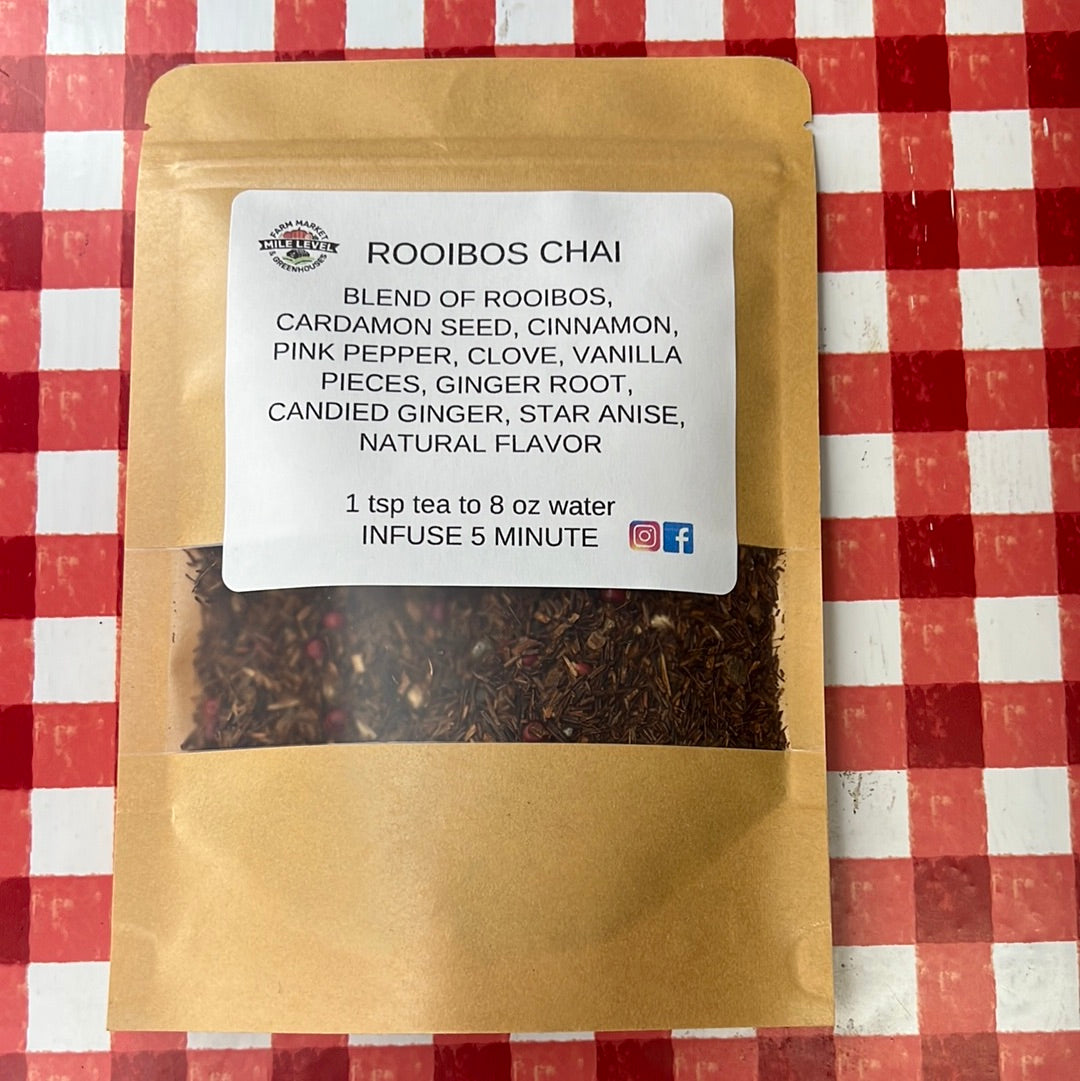 FARM MARKET
MILE LEVEL
& GREENHOUSES
ROOIBOS CHAI
BLEND OF ROOIBOS,
CARDAMON SEED, CINNAMON,
PINK PEPPER, CLOVE, VANILLA
PIECES, GINGER ROOT,
CANDIED GINGER, STAR ANISE,
NATURAL FLAVOR
1 tsp tea to 8 oz water
INFUSE 5 MINUTE